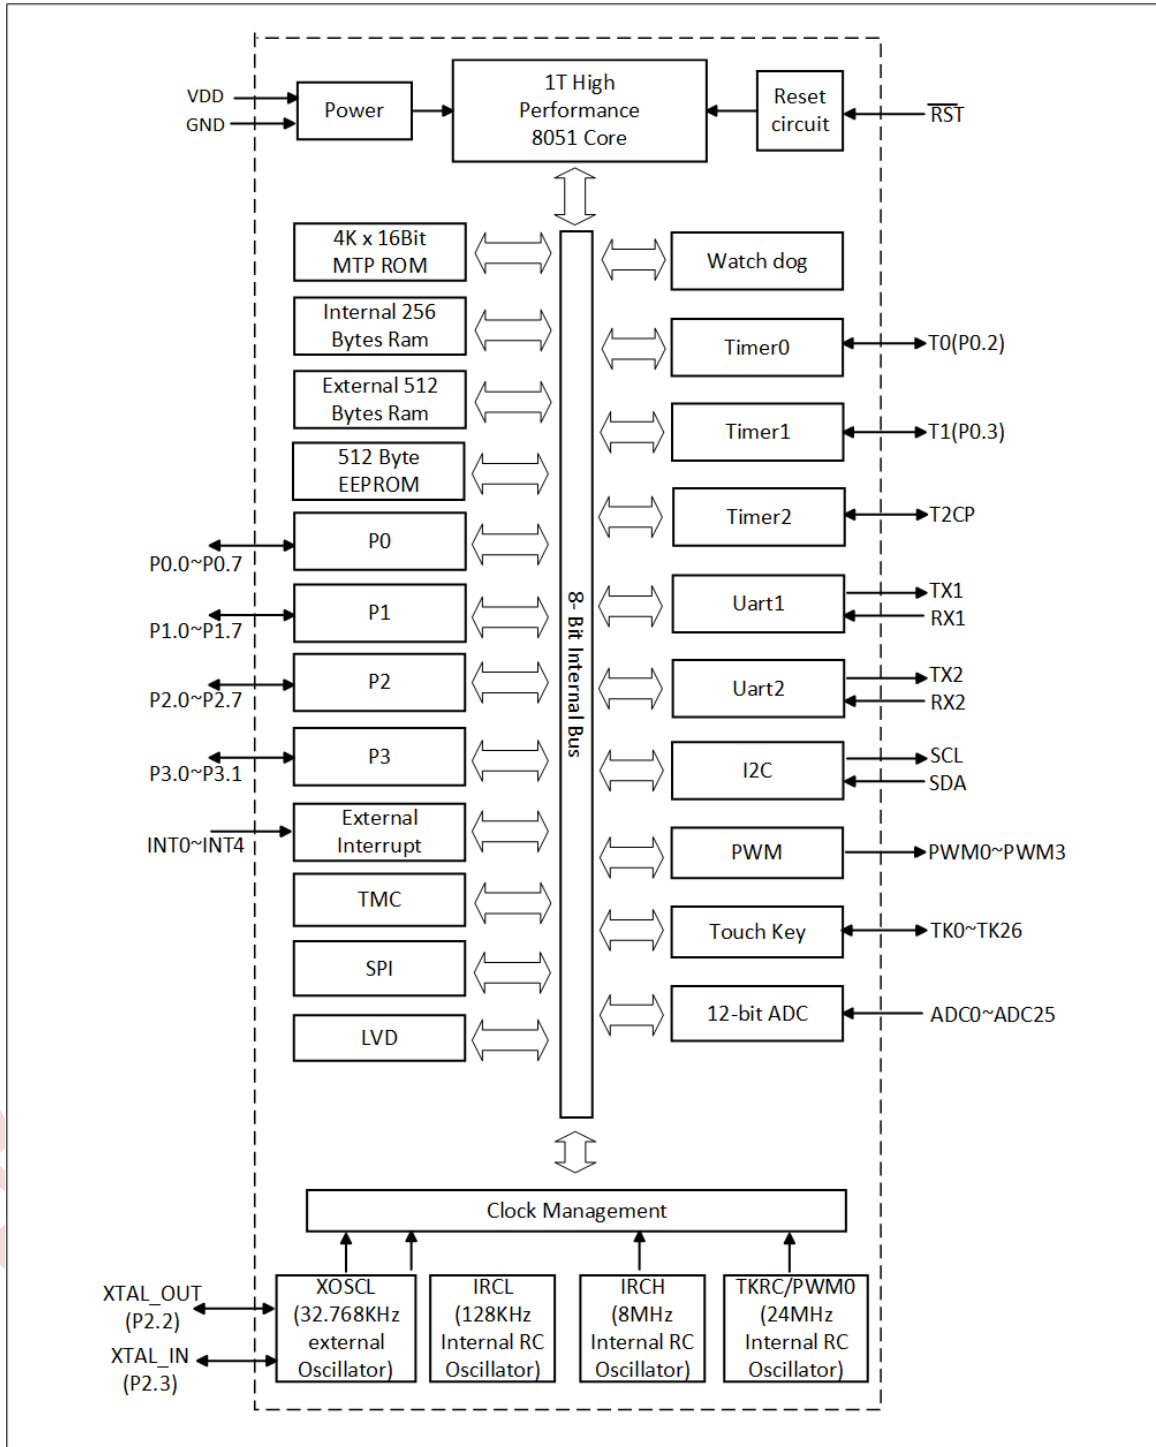 VDD
GND
Power
1T High
Performance
8051 Core
Reset
circuit
RST
4K x 16Bit
MTP ROM
Internal 256
Bytes Ram
External 512
Bytes Ram
512 Byte
EEPROM
P0
P0.0~P0.7
P1
P1.0~P1.7
P2
P2.0~P2.7
P3
P3.0~P3.1
External
Interrupt
INT0~INT4
TMC
SPI
LVD
8- Bit Internal Bus
Watch dog
Timer0
T0(P0.2)
Timer1
T1(P0.3)
Timer2
T2CP
Uart1
TX1
RX1
Uart2
TX2
RX2
I2C
SCL
SDA
PWM
PWM0~PWM3
Touch Key
TK0~TK26
12-bit ADC
ADC0~ADC25
Clock Management
XTAL_OUT
(P2.2)
XTAL_IN
(P2.3)
XOSCL
(32.768KHz
external
Oscillator)
IRCL
(128KHz
Internal RC
Oscillator)
IRCH
(8MHz
Internal RC
Oscillator)
TKRC/PWM0
(24MHz
Internal RC
Oscillator)